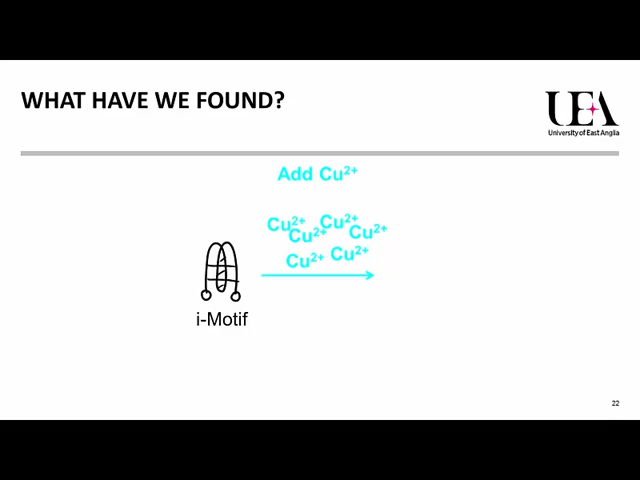 WHAT HAVE WE FOUND?
UEA
University of East Anglia
Add Cu²⁺
Cu²⁺ Cu²⁺
Cu²⁺ Cu²⁺
Cu²⁺ Cu²⁺
i-Motif
22